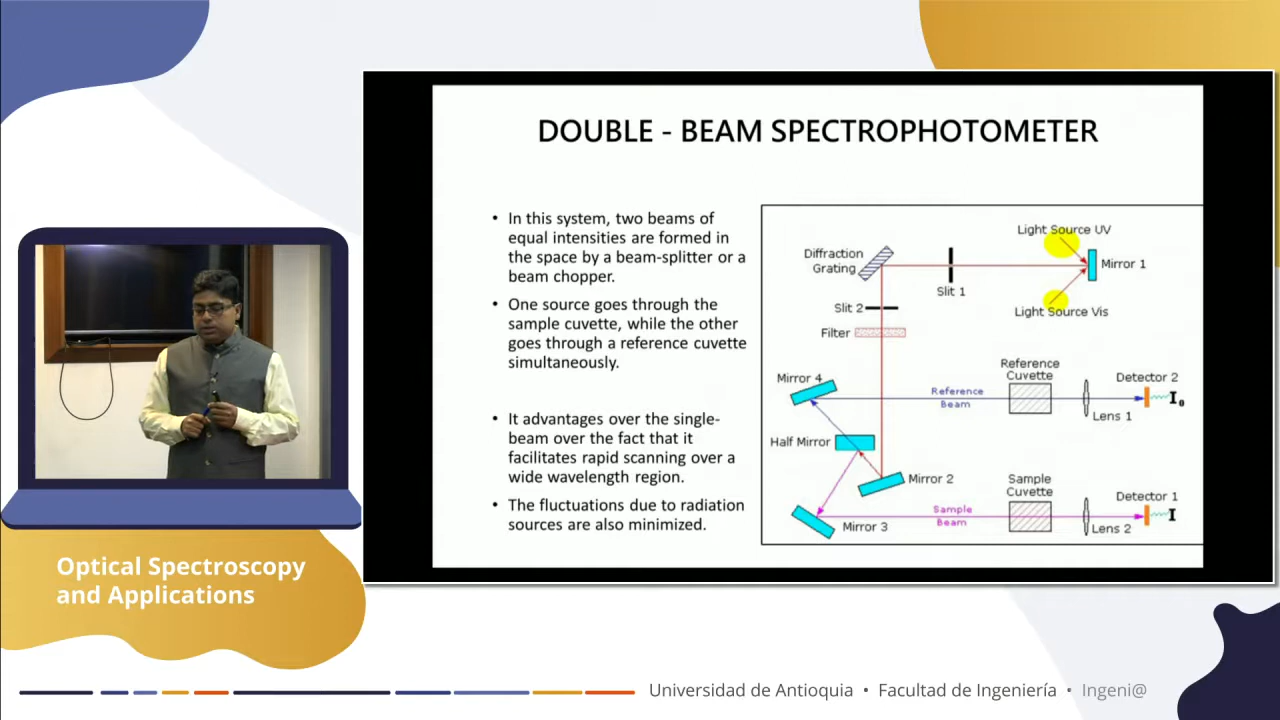 DOUBLE - BEAM SPECTROPHOTOMETER
• In this system, two beams of
equal intensities are formed in
the space by a beam-splitter or a
beam chopper.
• One source goes through the
sample cuvette, while the other
goes through a reference cuvette
simultaneously.
• It advantages over the single-
beam over the fact that it
facilitates rapid scanning over a
wide wavelength region.
• The fluctuations due to radiation
sources are also minimized.
Light Source UV
Diffraction
Grating
Mirror 1
Slit 1
Slit 2
Light Source Vis
Filter
Reference
Cuvette
Mirror 4
Detector 2
Reference
Beam
I₀
Lens 1
Half Mirror
Mirror 2
Sample
Cuvette
Detector 1
Sample
Beam
I
Mirror 3
Lens 2
Optical Spectroscopy
and Applications
Universidad de Antioquia • Facultad de Ingeniería • Ingeni@